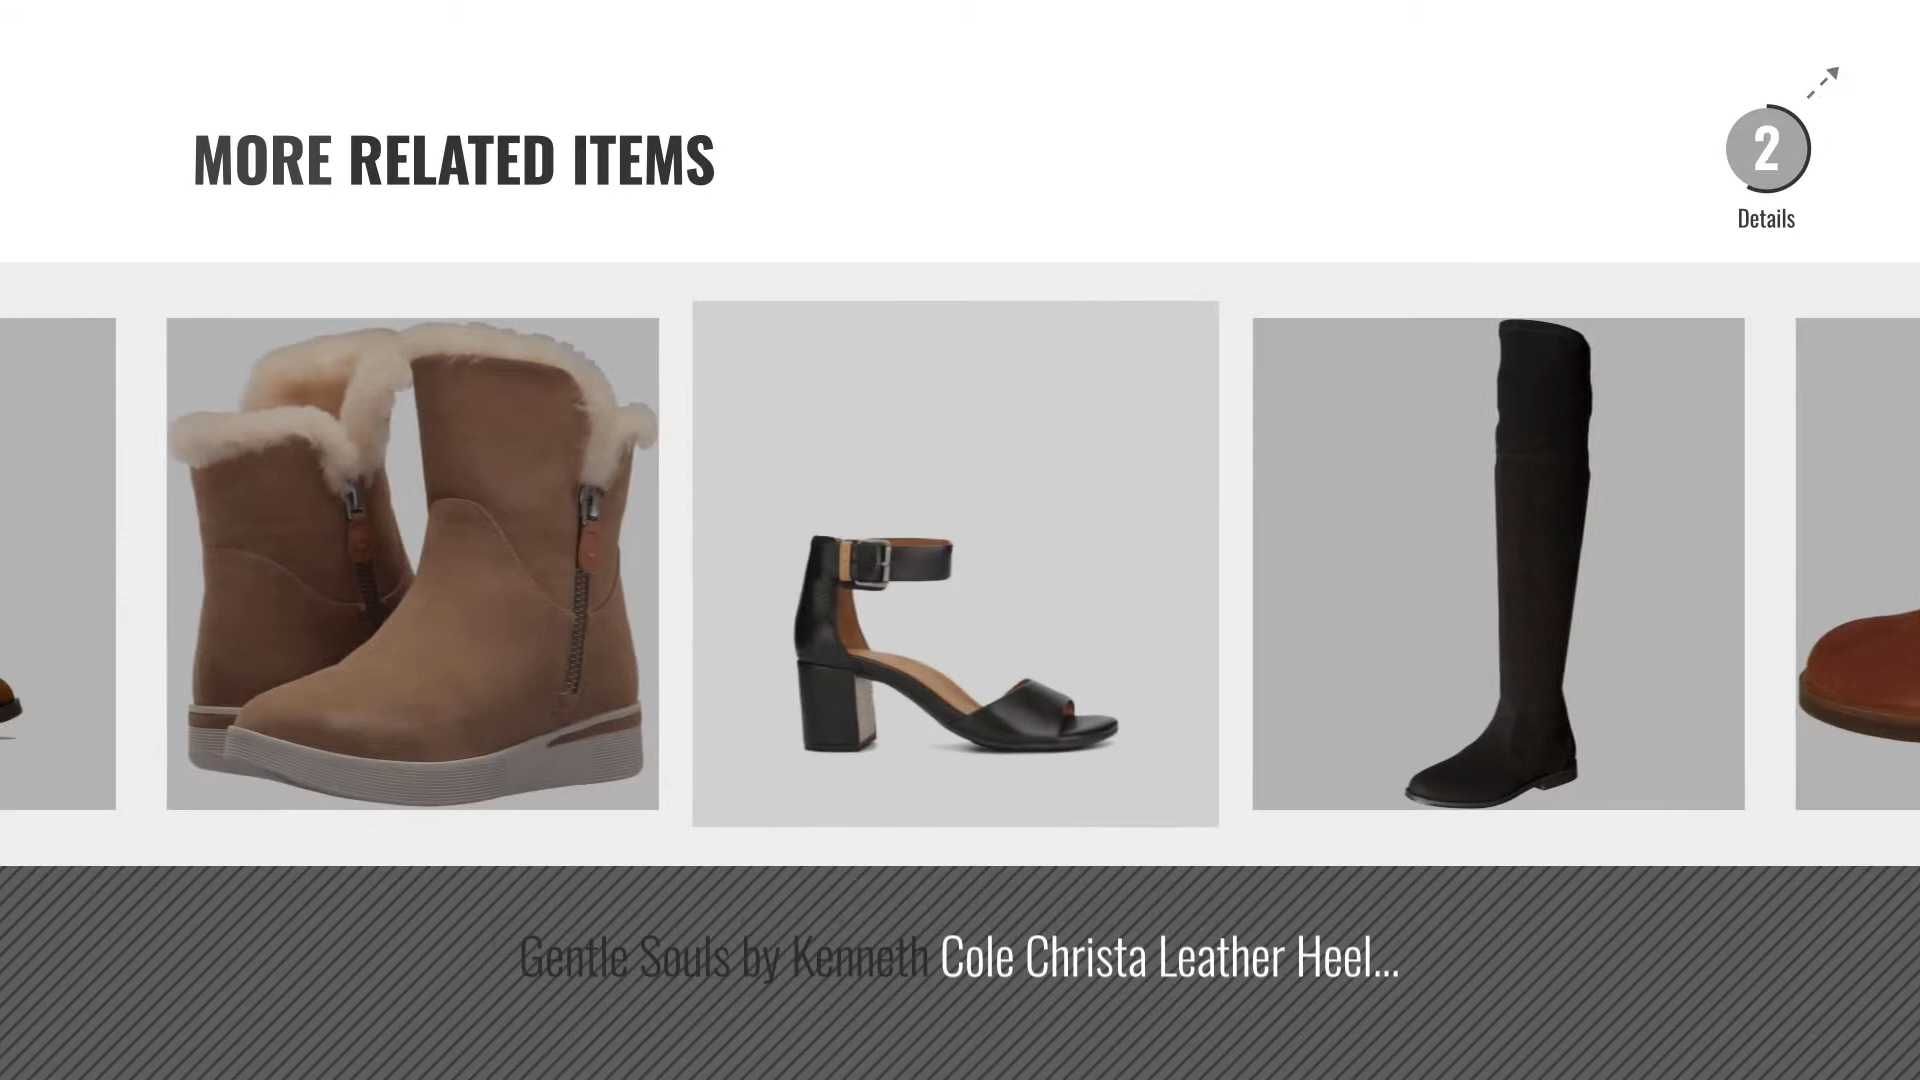 MORE RELATED ITEMS
2
Details
Gentle Souls by Kenneth Cole Christa Leather Heel...